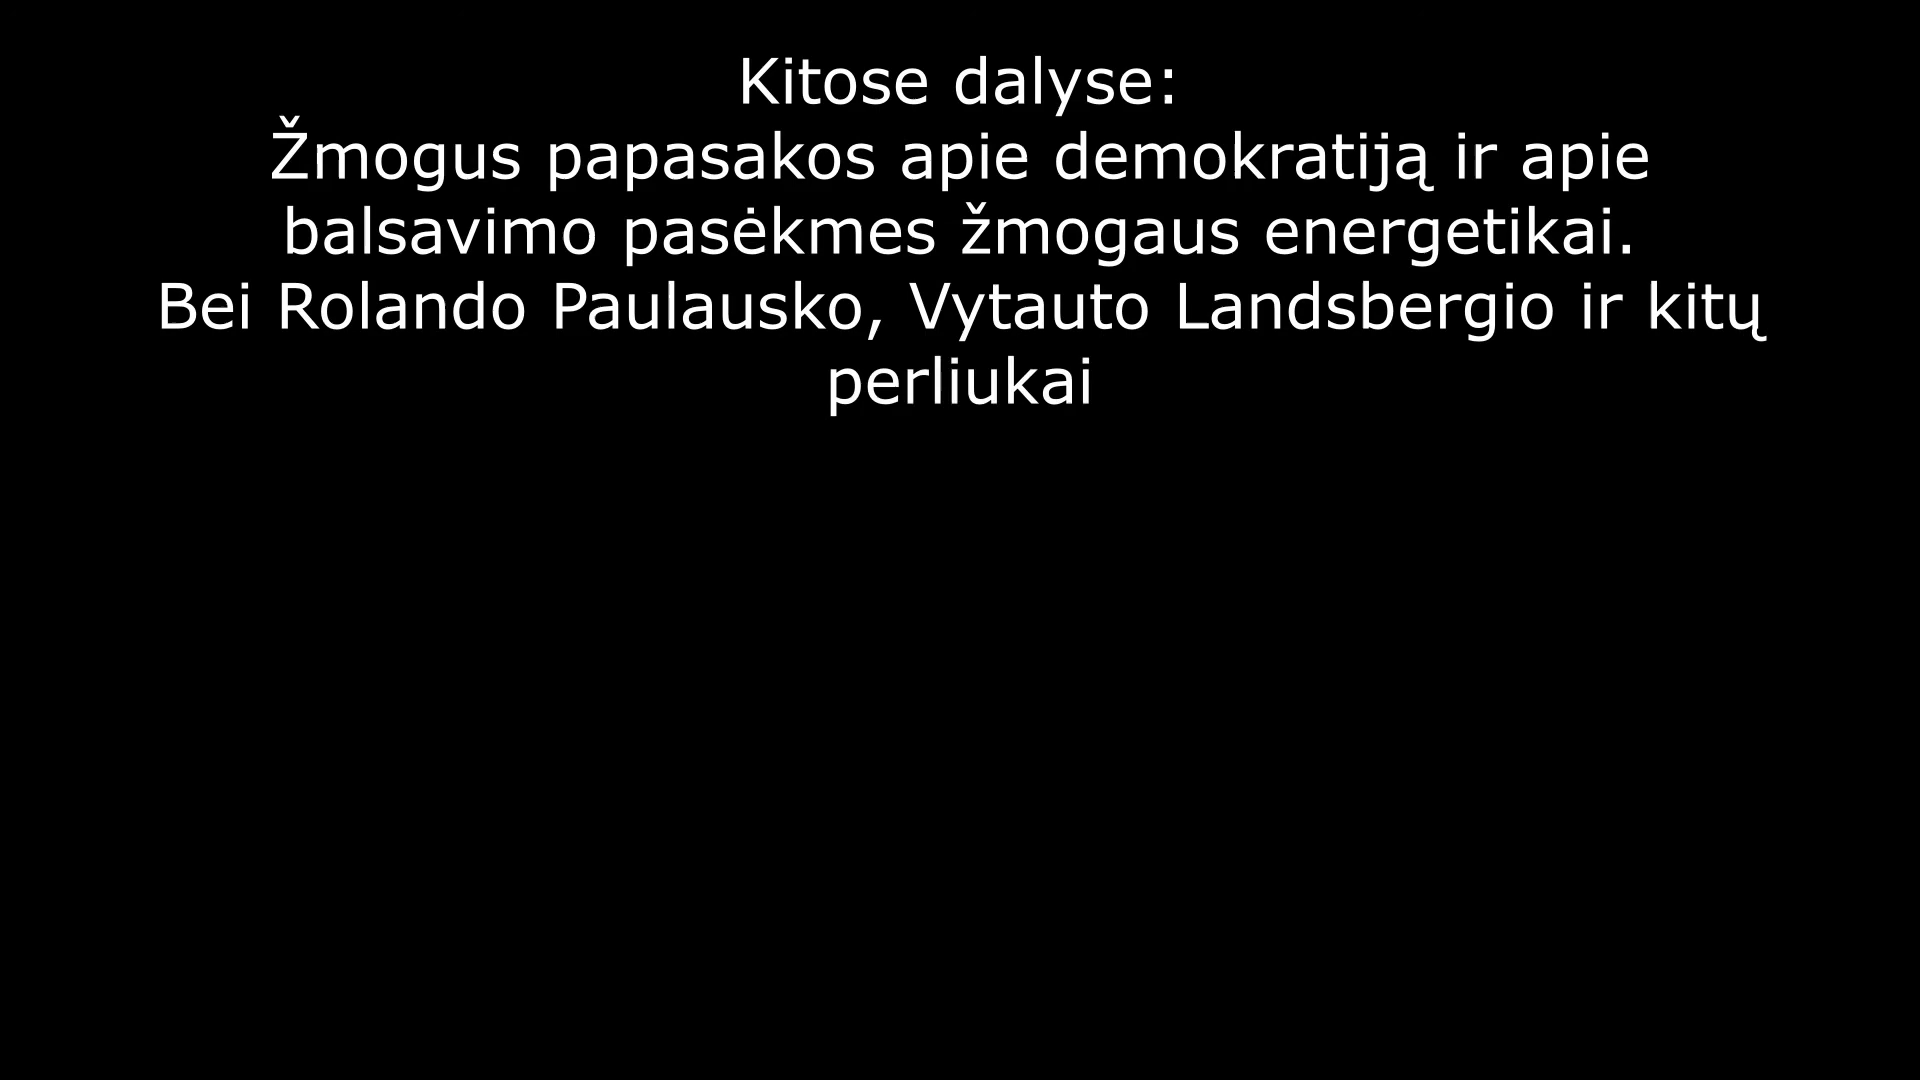 Kitose dalyse:
Žmogus papasakos apie demokratiją ir apie
balsavimo pasėkmes žmogaus energetikai.
Bei Rolando Paulausko, Vytauto Landsbergio ir kitų
perliukai